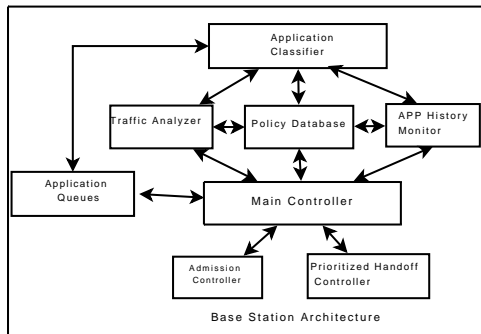 Application
Classifier
Traffic Analyzer
Policy Database
APP History
Monitor
Application
Queues
Main Controller
Admission
Controller
Prioritized Handoff
Controller
Base Station Architecture